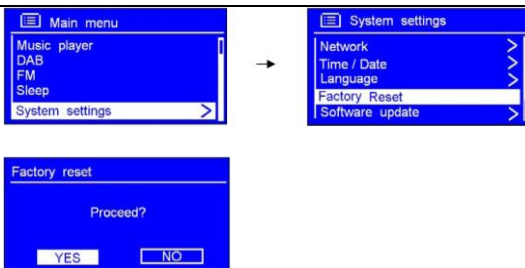 Main menu
Music player
DAB
FM
Sleep
System settings >
→
System settings
Network >
Time / Date >
Language >
Factory Reset
Software update >
Factory reset
Proceed?
YES NO